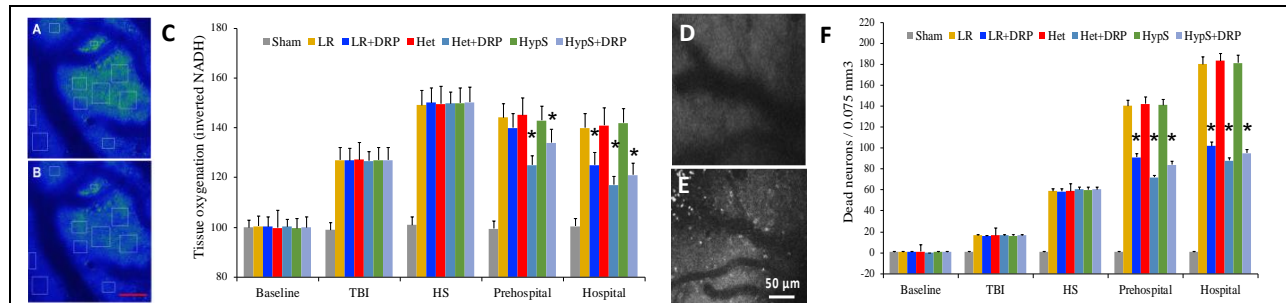 A
B
C
Tissue oxygenation (inverted NADH)
180
160
140
120
100
80
Sham LR LR+DRP Het Het+DRP HypS HypS+DRP
* * * * *
Baseline TBI HS Prehospital Hospital
D
E
50 µm
F
Dead neurons / 0.075 mm3
220
200
180
160
140
120
100
80
60
40
20
0
-20
Sham LR LR+DRP Het Het+DRP HypS HypS+DRP
* * * * * *
Baseline TBI HS Prehospital Hospital